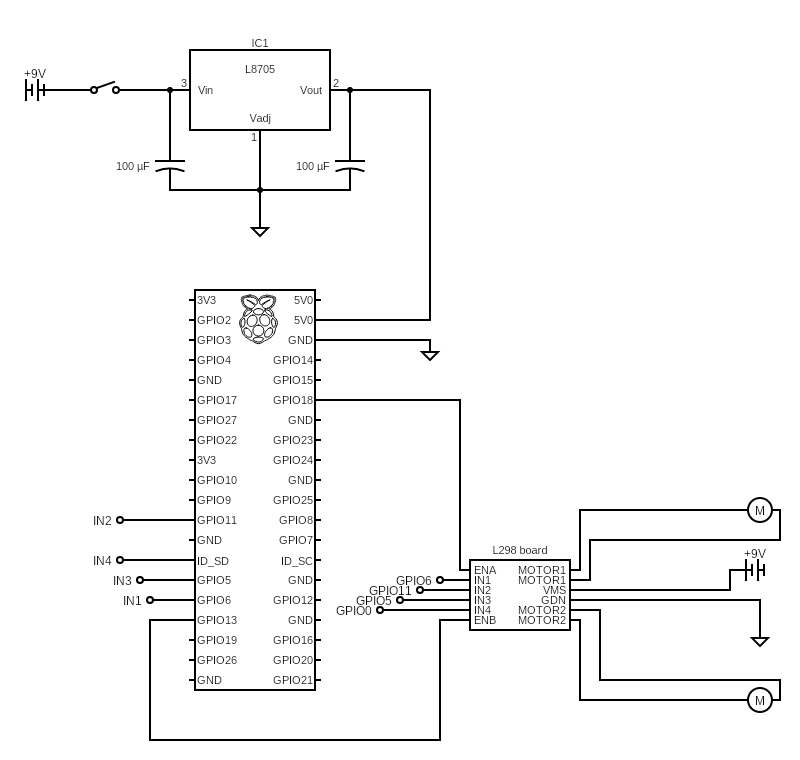 IC1
+9V
L8705
3
Vin
Vout
2
Vadj
1
100 µF
100 µF
3V3
5V0
GPIO2
5V0
GPIO3
GND
GPIO4
GPIO14
GND
GPIO15
GPIO17
GPIO18
GPIO27
GND
GPIO22
GPIO23
3V3
GPIO24
GPIO10
GND
GPIO9
GPIO25
IN2
GPIO11
GPIO8
GND
GPIO7
IN4
ID_SD
ID_SC
IN3
GPIO5
GND
IN1
GPIO6
GPIO12
GPIO13
GND
GPIO19
GPIO16
GPIO26
GPIO20
GND
GPIO21
M
L298 board
+9V
ENA
MOTOR1
GPIO6
IN1
MOTOR1
GPIO11
IN2
VMS
GPIO5
IN3
GDN
GPIO0
IN4
MOTOR2
ENB
MOTOR2
M